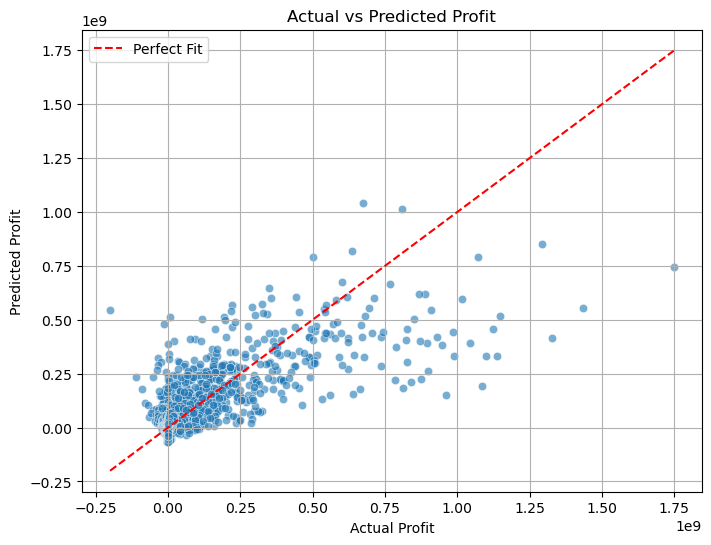 Actual vs Predicted Profit
1e9
Perfect Fit
1.75
1.50
1.25
1.00
0.75
0.50
0.25
0.00
−0.25
Predicted Profit
−0.25 0.00 0.25 0.50 0.75 1.00 1.25 1.50 1.75
1e9
Actual Profit